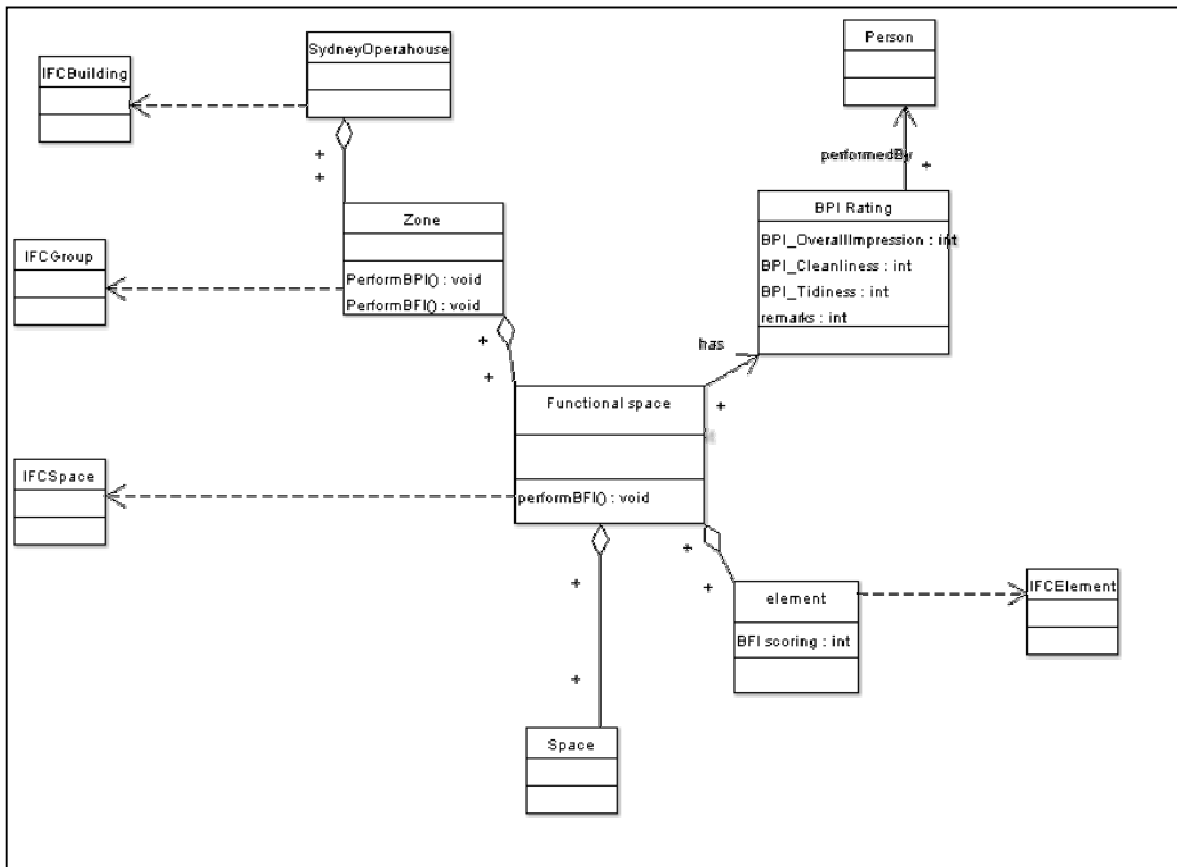 Person
SydneyOperahouse
IFCBuilding
performedBy
+
+
+
BPI Rating
Zone
BPI_OverallImpression : int
IFCGroup
BPI_Cleanliness : int
PerformBPI() : void
BPI_Tidiness : int
PerformBFI() : void
remarks : int
+
has
+
Functional space
+
IFCSpace
performBFI() : void
+
+
+
IFCElement
element
BFI scoring : int
+
Space